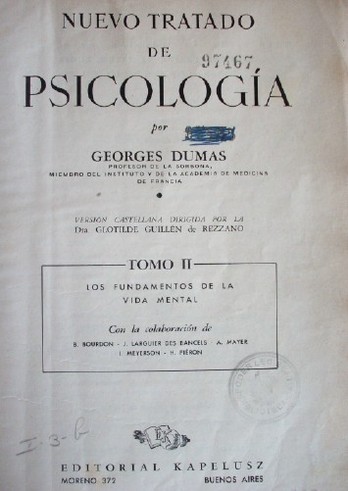 NUEVO TRATADO
DE
97467
PSICOLOGÍA
por
GEORGES DUMAS
PROFESOR DE LA SORBONA,
MIEMBRO DEL INSTITUTO Y DE LA ACADEMIA DE MEDICINA
DE FRANCIA
VERSIÓN CASTELLANA DIRIGIDA POR LA
Dra GLOTILDE GUILLÉN de REZZANO
TOMO II
LOS FUNDAMENTOS DE LA
VIDA MENTAL
Con la colaboración de
B. BOURDON - J. LARGUIER DES BANCELS - A. MAYER
I. MEYERSON - H. PIÉRON
I-3-6
EDITORIAL KAPELUSZ
MORENO 372 BUENOS AIRES